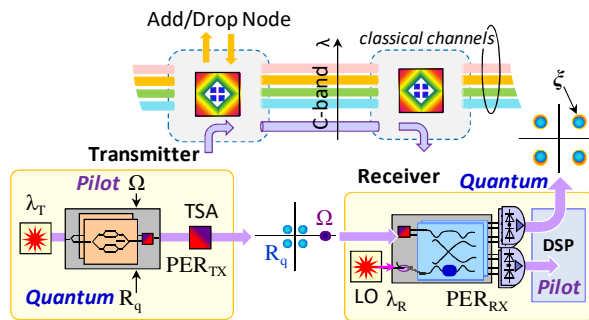 Add/Drop Node
λ
classical channels
C-band
ξ
Transmitter
Receiver
Pilot
Ω
λT
TSA
PERTX
Quantum Rq
Rq
Ω
Quantum
DSP
Pilot
LO
λR
PERRX